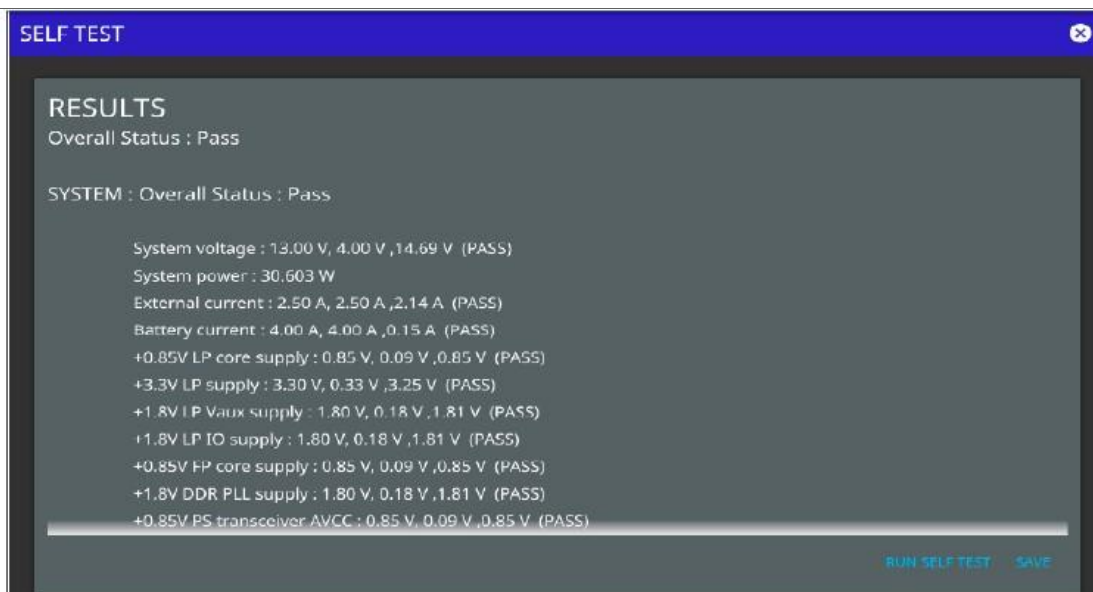 SELF TEST
RESULTS
Overall Status : Pass
SYSTEM : Overall Status : Pass
System voltage : 13.00 V, 4.00 V ,14.69 V (PASS)
System power : 30.603 W
External current : 2.50 A, 2.50 A ,2.14 A (PASS)
Battery current : 4.00 A, 4.00 A ,0.15 A (PASS)
+0.85V LP core supply : 0.85 V, 0.09 V ,0.85 V (PASS)
+3.3V LP supply : 3.30 V, 0.33 V ,3.25 V (PASS)
+1.8V LP Vaux supply : 1.80 V, 0.18 V ,1.81 V (PASS)
+1.8V LP IO supply : 1.80 V, 0.18 V ,1.81 V (PASS)
+0.85V FP core supply : 0.85 V, 0.09 V ,0.85 V (PASS)
+1.8V DDR PLL supply : 1.80 V, 0.18 V ,1.81 V (PASS)
+0.85V PS transceiver AVCC : 0.85 V, 0.09 V ,0.85 V (PASS)
RUN SELF TEST SAVE